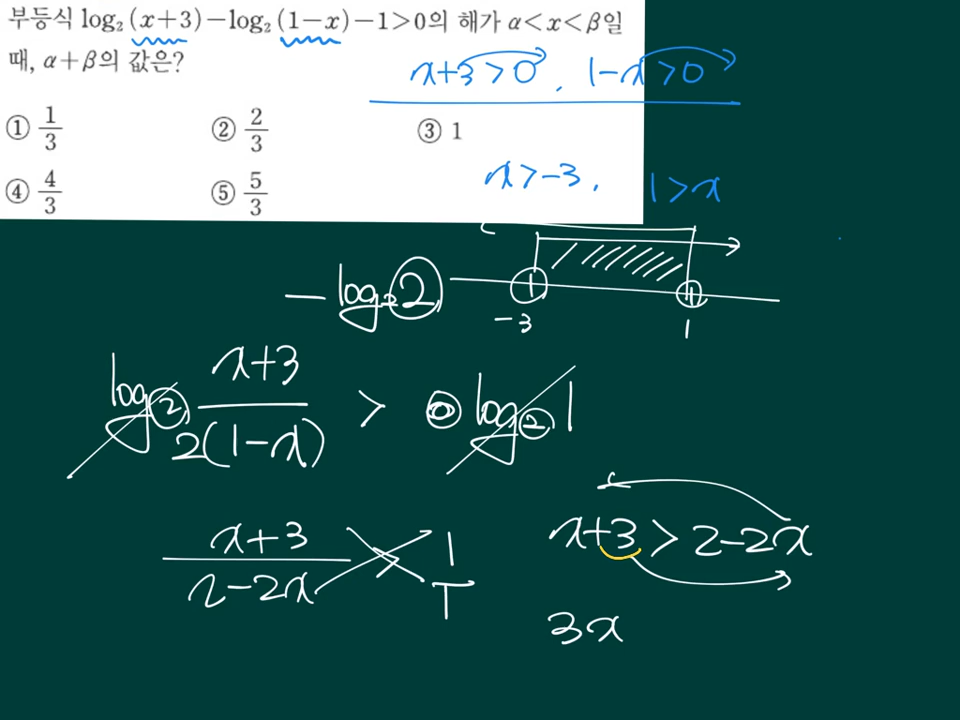 부등식 log₂(x+3)−log₂(1−x)−1>0의 해가 α<x<β일
때, α+β의 값은?
x+3>0, 1−x>0
① 1/3 ② 2/3 ③ 1
④ 4/3 ⑤ 5/3
x>−3, 1>x
−log₂2
−3 1
log₂ (x+3)/(2(1−x)) > 0 log₂1
(x+3)/(2−2x) > 1/1
x+3>2−2x
3x